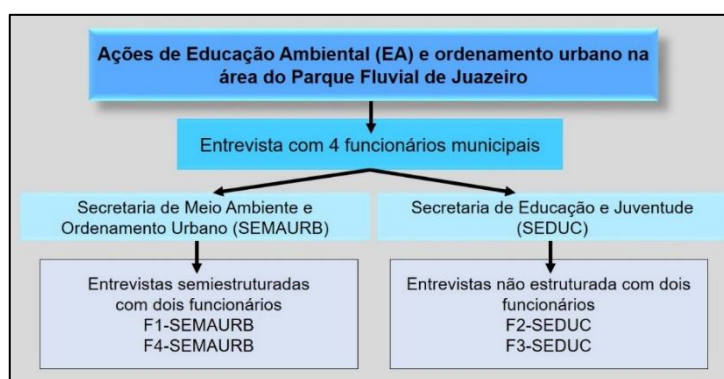 Ações de Educação Ambiental (EA) e ordenamento urbano na
área do Parque Fluvial de Juazeiro
Entrevista com 4 funcionários municipais
Secretaria de Meio Ambiente e
Ordenamento Urbano (SEMAURB)
Secretaria de Educação e Juventude
(SEDUC)
Entrevistas semiestruturadas
com dois funcionários
F1-SEMAURB
F4-SEMAURB
Entrevistas não estruturada com dois
funcionários
F2-SEDUC
F3-SEDUC